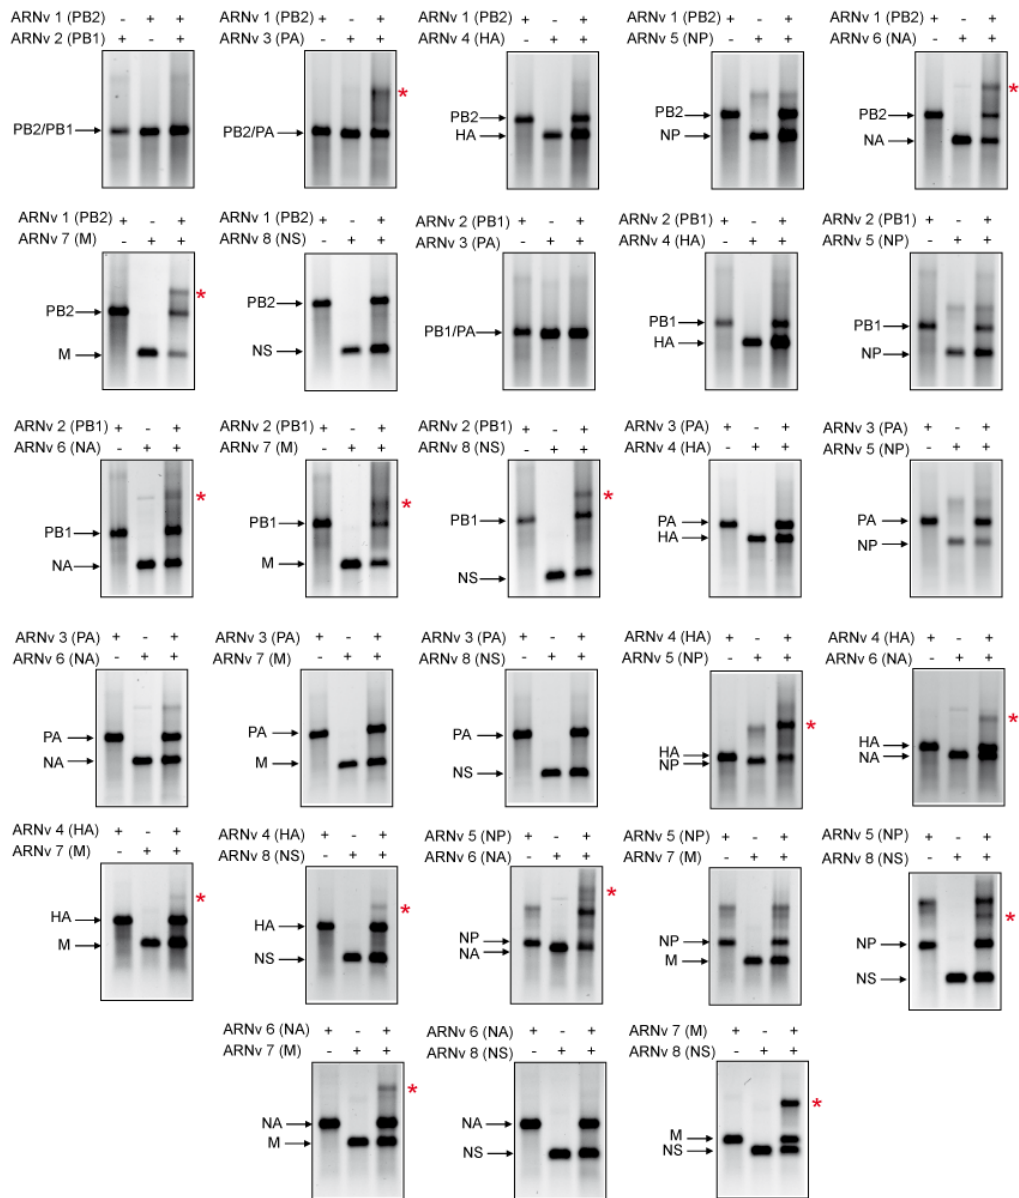 ARNv 1 (PB2) + - +
ARNv 2 (PB1) + - +
PB2/PB1
ARNv 1 (PB2) + - +
ARNv 3 (PA) - + +
PB2/PA
*
ARNv 1 (PB2) + - +
ARNv 4 (HA) - + +
PB2
HA
ARNv 1 (PB2) + - +
ARNv 5 (NP) - + +
PB2
NP
ARNv 1 (PB2) + - +
ARNv 6 (NA) - + +
PB2
NA
*
ARNv 1 (PB2) + - +
ARNv 7 (M) - + +
PB2
M
*
ARNv 1 (PB2) + - +
ARNv 8 (NS) - + +
PB2
NS
ARNv 2 (PB1) + - +
ARNv 3 (PA) - + +
PB1/PA
ARNv 2 (PB1) + - +
ARNv 4 (HA) - + +
PB1
HA
ARNv 2 (PB1) + - +
ARNv 5 (NP) - + +
PB1
NP
ARNv 2 (PB1) + - +
ARNv 6 (NA) - + +
PB1
NA
*
ARNv 2 (PB1) + - +
ARNv 7 (M) - + +
PB1
M
*
ARNv 2 (PB1) + - +
ARNv 8 (NS) - + +
PB1
NS
*
ARNv 3 (PA) + - +
ARNv 4 (HA) - + +
PA
HA
ARNv 3 (PA) + - +
ARNv 5 (NP) - + +
PA
NP
ARNv 3 (PA) + - +
ARNv 6 (NA) - + +
PA
NA
ARNv 3 (PA) + - +
ARNv 7 (M) - + +
PA
M
ARNv 3 (PA) + - +
ARNv 8 (NS) - + +
PA
NS
ARNv 4 (HA) + - +
ARNv 5 (NP) - + +
HA
NP
*
ARNv 4 (HA) + - +
ARNv 6 (NA) - + +
HA
NA
*
ARNv 4 (HA) + - +
ARNv 7 (M) - + +
HA
M
*
ARNv 4 (HA) + - +
ARNv 8 (NS) - + +
HA
NS
*
ARNv 5 (NP) + - +
ARNv 6 (NA) - + +
NP
NA
*
ARNv 5 (NP) + - +
ARNv 7 (M) - + +
NP
M
ARNv 5 (NP) + - +
ARNv 8 (NS) - + +
NP
NS
*
ARNv 6 (NA) + - +
ARNv 7 (M) - + +
NA
M
*
ARNv 6 (NA) + - +
ARNv 8 (NS) - + +
NA
NS
ARNv 7 (M) + - +
ARNv 8 (NS) - + +
M
NS
*